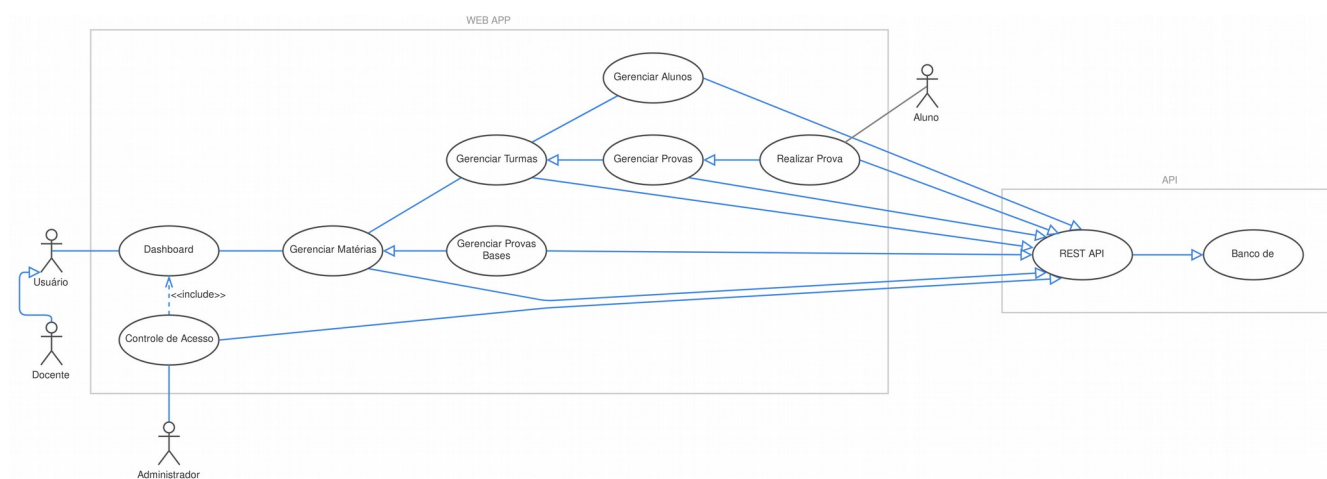 WEB APP
Gerenciar Alunos
Aluno
Gerenciar Turmas
Gerenciar Provas
Realizar Prova
API
Usuário
Dashboard
Gerenciar Matérias
Gerenciar Provas
Bases
REST API
Banco de
<<include>>
Docente
Controle de Acesso
Administrador